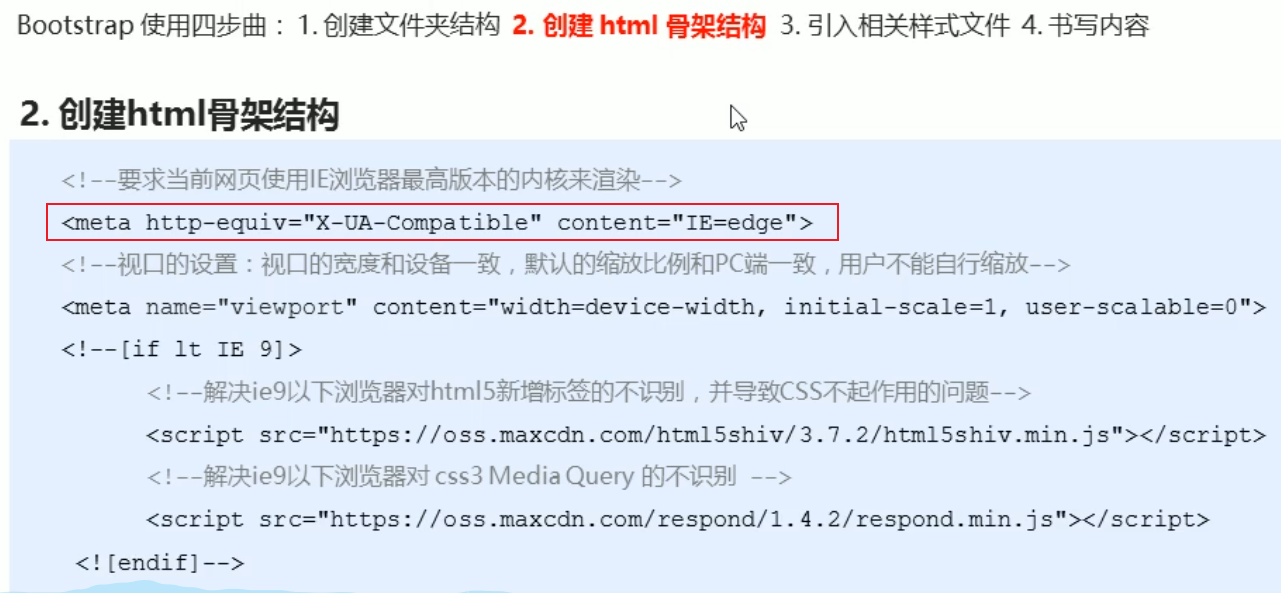 Bootstrap 使用四步曲： 1. 创建文件夹结构 2. 创建 html 骨架结构 3. 引入相关样式文件 4. 书写内容
2. 创建html骨架结构
<!--要求当前网页使用IE浏览器最高版本的内核来渲染-->
<meta http-equiv="X-UA-Compatible" content="IE=edge">
<!--视口的设置：视口的宽度和设备一致，默认的缩放比例和PC端一致，用户不能自行缩放-->
<meta name="viewport" content="width=device-width, initial-scale=1, user-scalable=0">
<!--[if lt IE 9]>
<!--解决ie9以下浏览器对html5新增标签的不识别，并导致CSS不起作用的问题-->
<script src="https://oss.maxcdn.com/html5shiv/3.7.2/html5shiv.min.js"></script>
<!--解决ie9以下浏览器对 css3 Media Query 的不识别 -->
<script src="https://oss.maxcdn.com/respond/1.4.2/respond.min.js"></script>
<![endif]-->